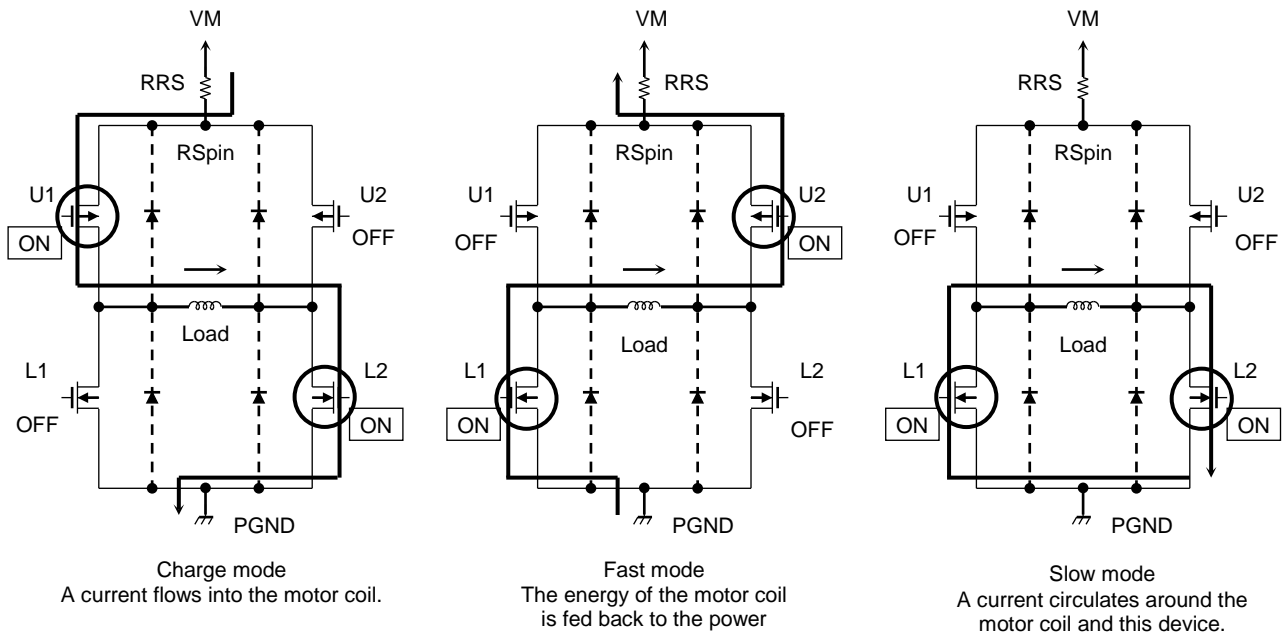 VM
RRS
RSpin
U1
U2
ON
OFF
Load
L1
L2
OFF
ON
PGND
Charge mode
A current flows into the motor coil.
VM
RRS
RSpin
U1
U2
OFF
ON
Load
L1
L2
ON
OFF
PGND
Fast mode
The energy of the motor coil
is fed back to the power
VM
RRS
RSpin
U1
U2
OFF
OFF
Load
L1
L2
ON
ON
PGND
Slow mode
A current circulates around the
motor coil and this device.